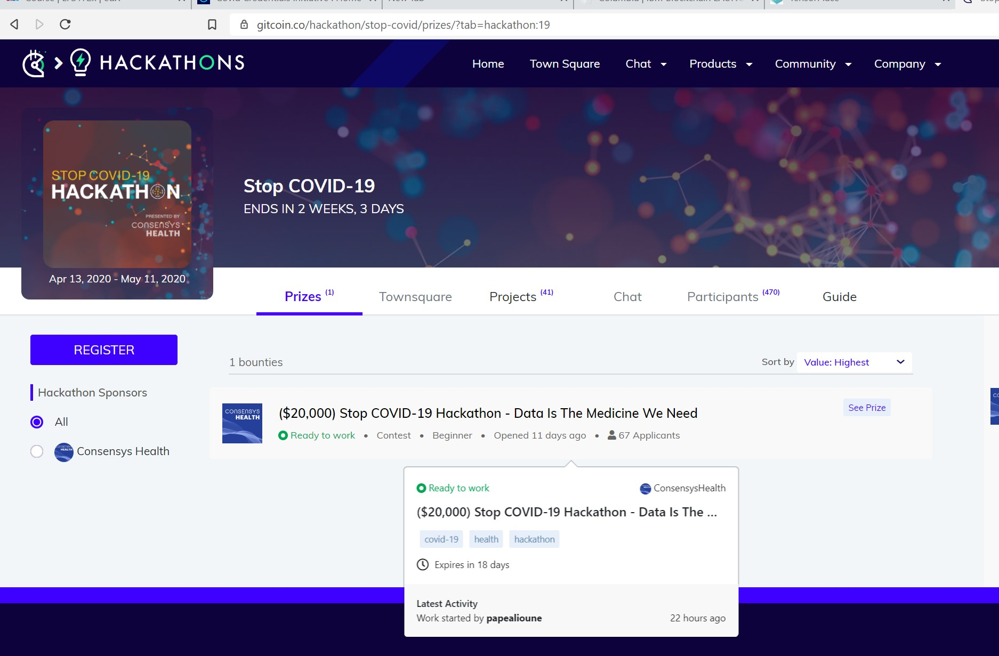 New Tab
gitcoin.co/hackathon/stop-covid/prizes/?tab=hackathon:19
HACKATHONS
Home Town Square Chat Products Community Company
STOP COVID-19
HACKATHON
PRESENTED BY
CONSENSYS
HEALTH
Apr 13, 2020 - May 11, 2020
Stop COVID-19
ENDS IN 2 WEEKS, 3 DAYS
Prizes (1) Townsquare Projects (41) Chat Participants (470) Guide
REGISTER
Hackathon Sponsors
All
Consensys Health
1 bounties
Sort by Value: Highest
CONSENSYS
HEALTH
($20,000) Stop COVID-19 Hackathon - Data Is The Medicine We Need
See Prize
Ready to work • Contest • Beginner • Opened 11 days ago • 67 Applicants
Ready to work ConsensysHealth
($20,000) Stop COVID-19 Hackathon - Data Is The ...
covid-19 health hackathon
Expires in 18 days
Latest Activity
Work started by papealioune 22 hours ago